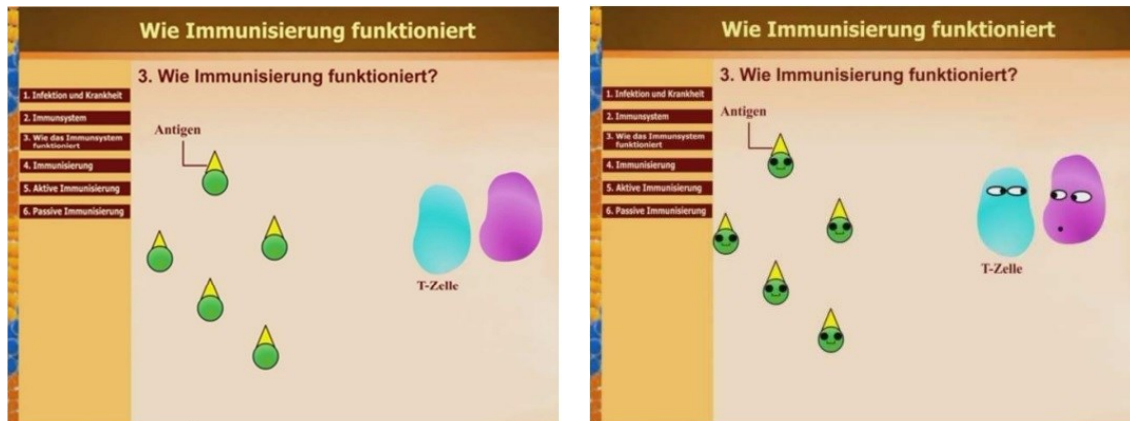 Wie Immunisierung funktioniert
3. Wie Immunisierung funktioniert?
1. Infektion und Krankheit
2. Immunsystem
3. Wie das Immunsystem
funktioniert
4. Immunisierung
5. Aktive Immunisierung
6. Passive Immunisierung
Antigen
T-Zelle
Wie Immunisierung funktioniert
3. Wie Immunisierung funktioniert?
1. Infektion und Krankheit
2. Immunsystem
3. Wie das Immunsystem
funktioniert
4. Immunisierung
5. Aktive Immunisierung
6. Passive Immunisierung
Antigen
T-Zelle